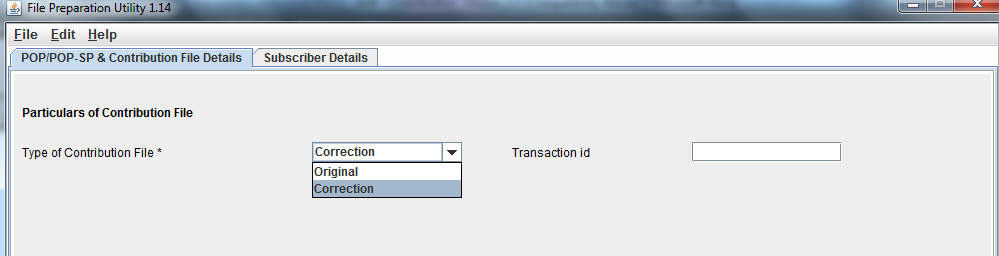 File Preparation Utility 1.14
File Edit Help
POP/POP-SP & Contribution File Details Subscriber Details
Particulars of Contribution File
Type of Contribution File * Correction Transaction id
Original
Correction